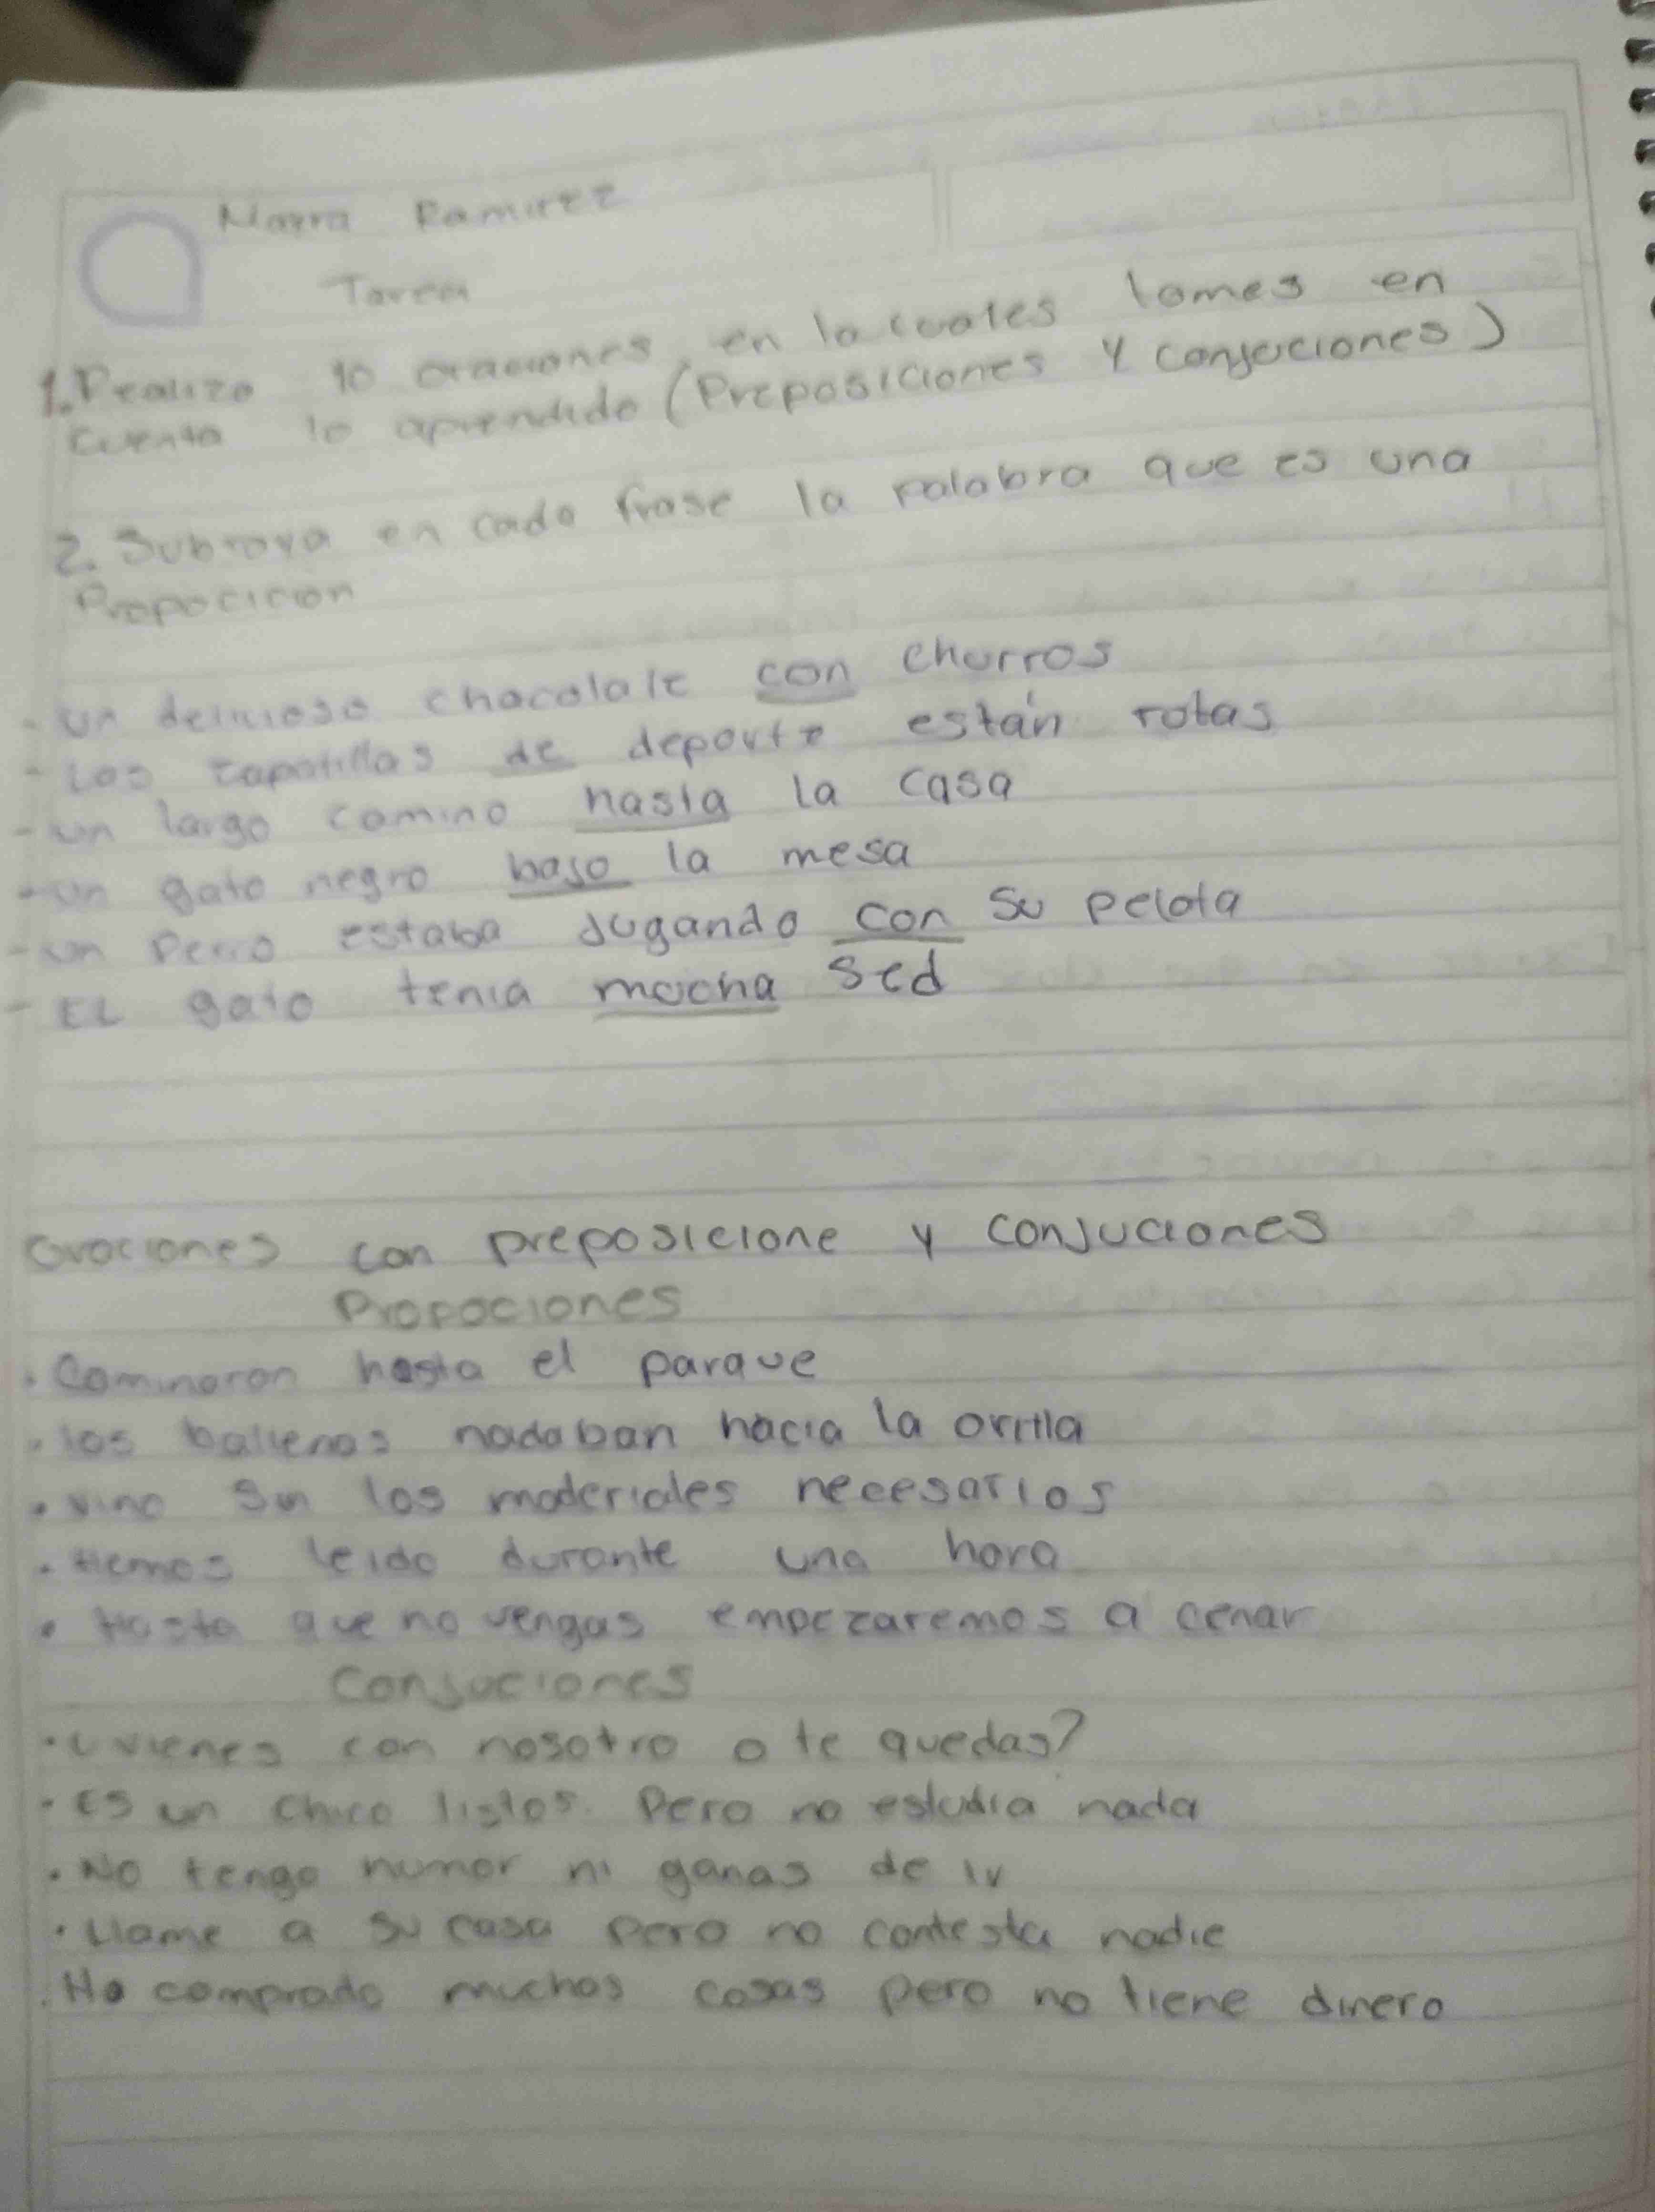 Ramirez
Tarea
1. Realiza 10 oraciones, en la cuales tomes en
cuenta lo aprendido (Preposiciones y conjuciones)
2. Subraya en cada frase la palabra que es una
Propocicion
- un delicioso chocolate con churros
- Las zapatillas de deporte están rotas
- un largo camino hasta la casa
- un gato negro bajo la mesa
- un perro estaba Jugando con su pelota
- EL gato tenia mucha sed
Oraciones con preposicione y conjuciones
Propociones
. Caminaron hasta el parque
. las ballenas nadaban hacia la orilla
. vino sin los materiales necesarios
. Hemos leido durante una hora
. Hasta que no vengas empezaremos a cenar
Conjuciones
. ¿vienes con nosotro o te quedas?
. ES un chico listos. Pero no estudia nada
. No tengo humor ni ganas de ir
. Llame a su casa pero no contesta nadie
. Ha comprado muchas cosas pero no tiene dinero